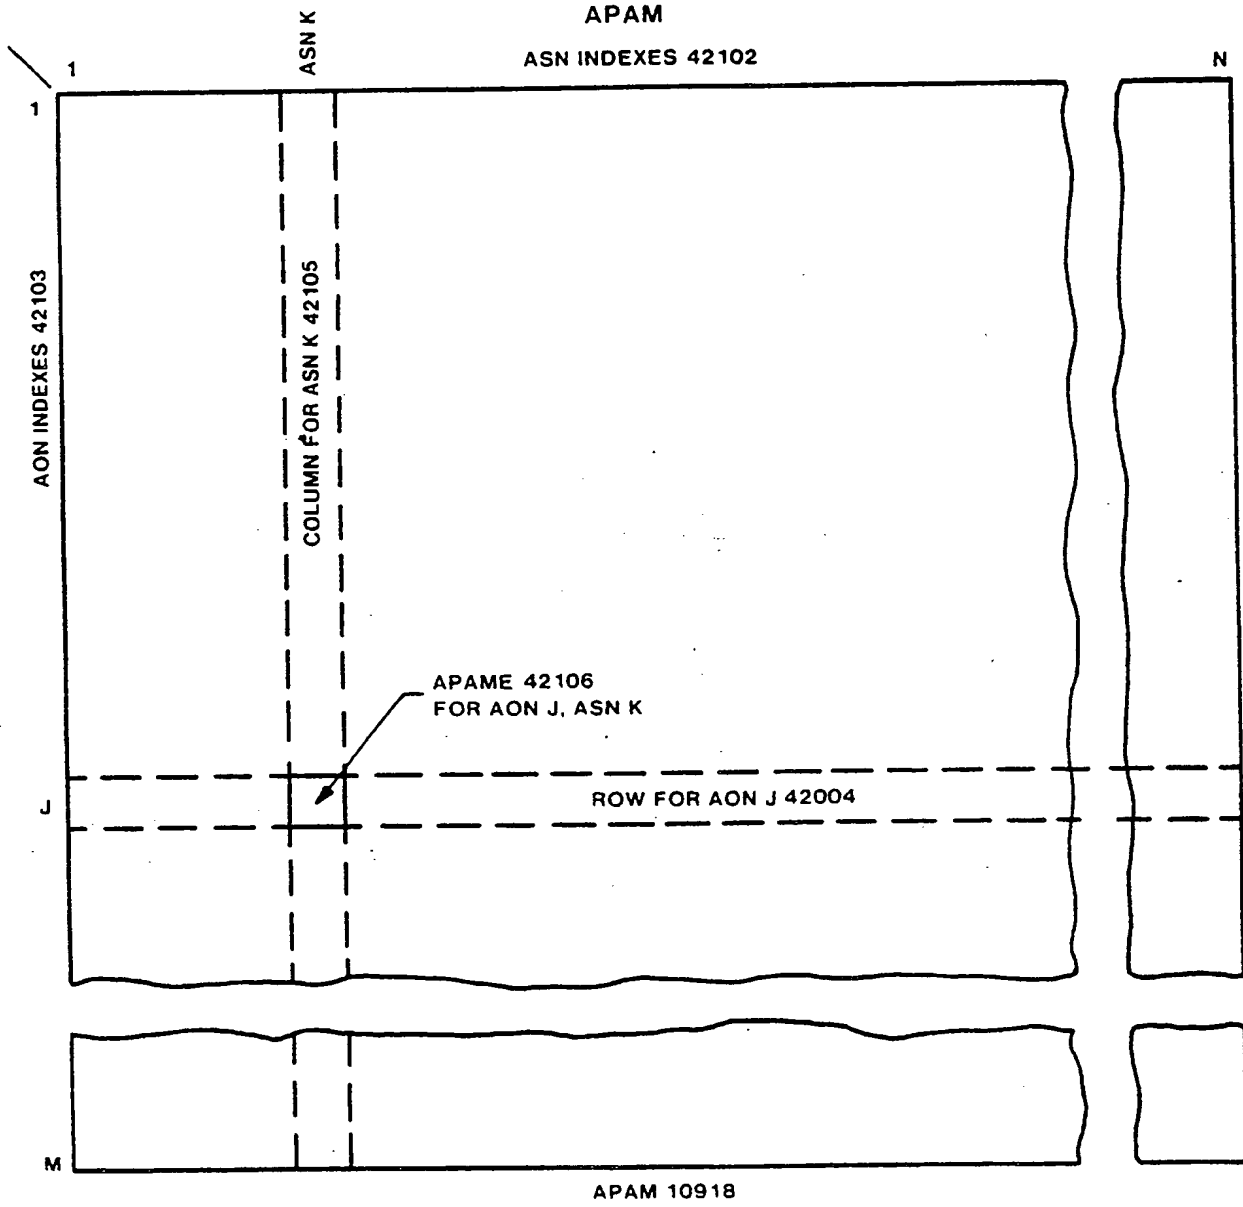 APAM
ASN INDEXES 42102
ASN K
1
N
1
AON INDEXES 42103
COLUMN FOR ASN K 42105
APAME 42106
FOR AON J, ASN K
J
ROW FOR AON J 42004
M
APAM 10918